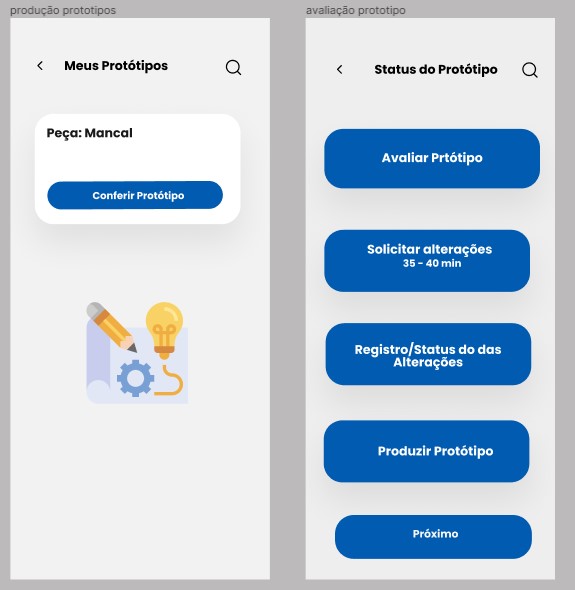 produção prototipos
Meus Protótipos
Peça: Mancal
Conferir Protótipo
avaliação prototipo
Status do Protótipo
Avaliar Prtótipo
Solicitar alterações
35 - 40 min
Registro/Status do das
Alterações
Produzir Protótipo
Próximo